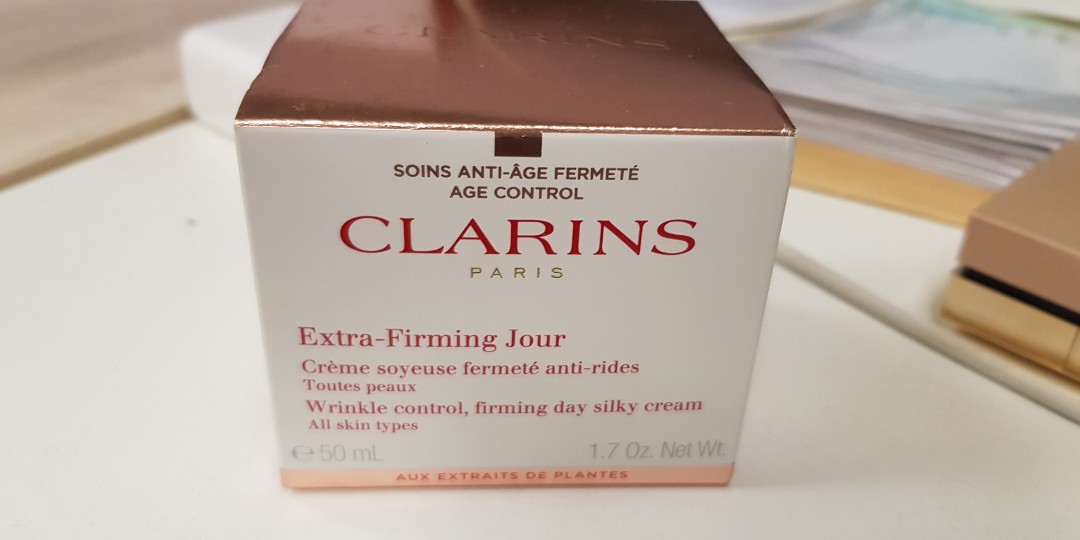 CLARINS
SOINS ANTI-ÂGE FERMETÉ
AGE CONTROL
CLARINS
PARIS
Extra-Firming Jour
Crème soyeuse fermeté anti-rides
Toutes peaux
Wrinkle control, firming day silky cream
All skin types
℮ 50 mL 1.7 Oz. Net Wt.
AUX EXTRAITS DE PLANTES